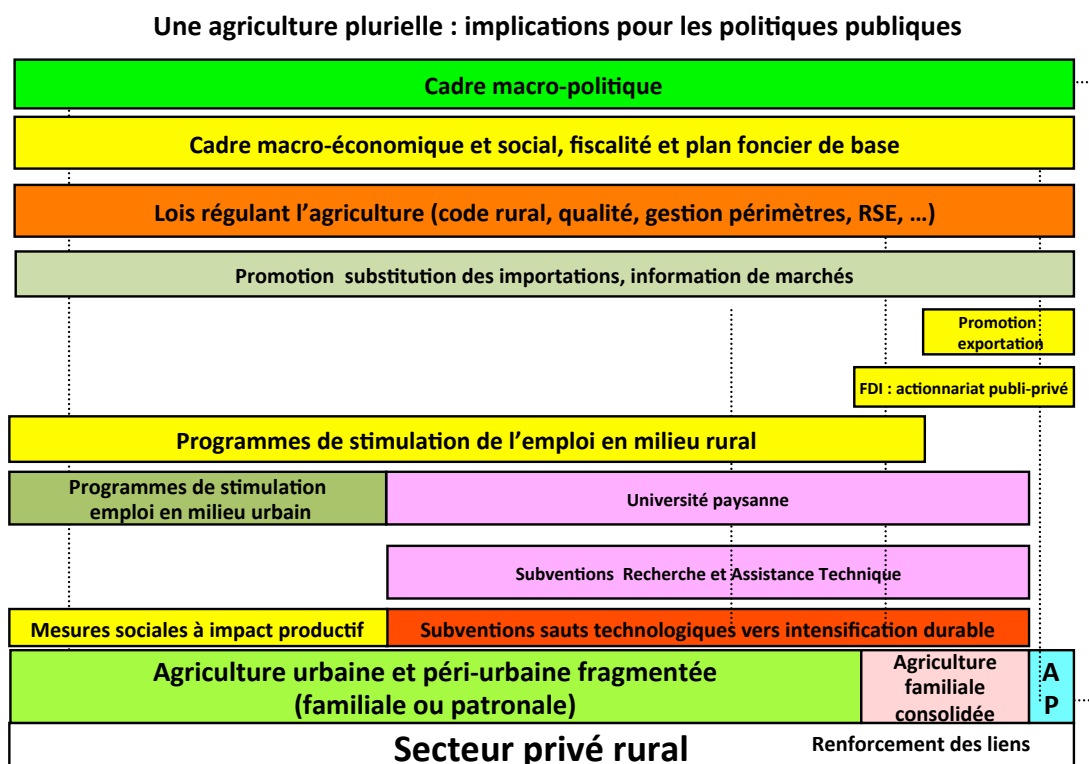 Une agriculture plurielle : implications pour les politiques publiques
Cadre macro-politique
Cadre macro-économique et social, fiscalité et plan foncier de base
Lois régulant l'agriculture (code rural, qualité, gestion périmètres, RSE, …)
Promotion substitution des importations, information de marchés
Promotion
exportation
FDI : actionnariat publi-privé
Programmes de stimulation de l'emploi en milieu rural
Programmes de stimulation
emploi en milieu urbain
Université paysanne
Subventions Recherche et Assistance Technique
Mesures sociales à impact productif
Subventions sauts technologiques vers intensification durable
Agriculture urbaine et péri-urbaine fragmentée
(familiale ou patronale)
Agriculture
familiale
consolidée
A
P
Secteur privé rural
Renforcement des liens